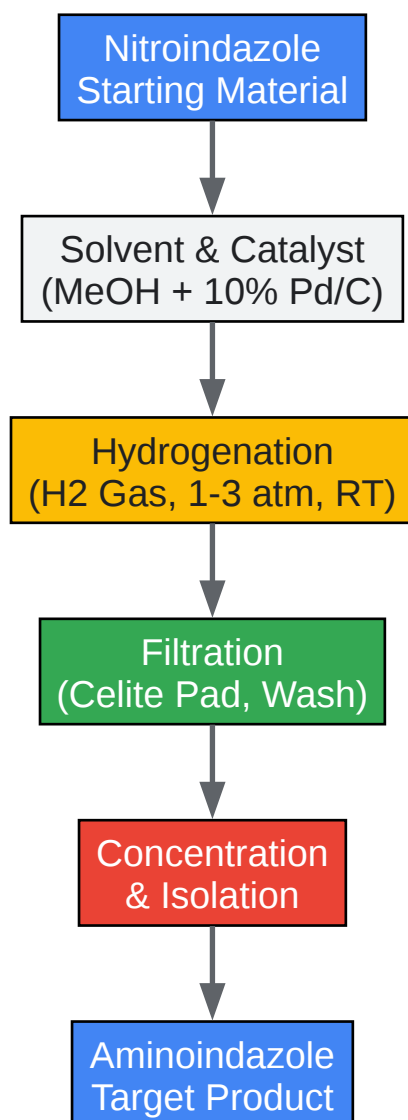 Nitroindazole
Starting Material
Solvent & Catalyst
(MeOH + 10% Pd/C)
Hydrogenation
(H2 Gas, 1-3 atm, RT)
Filtration
(Celite Pad, Wash)
Concentration
& Isolation
Aminoindazole
Target Product